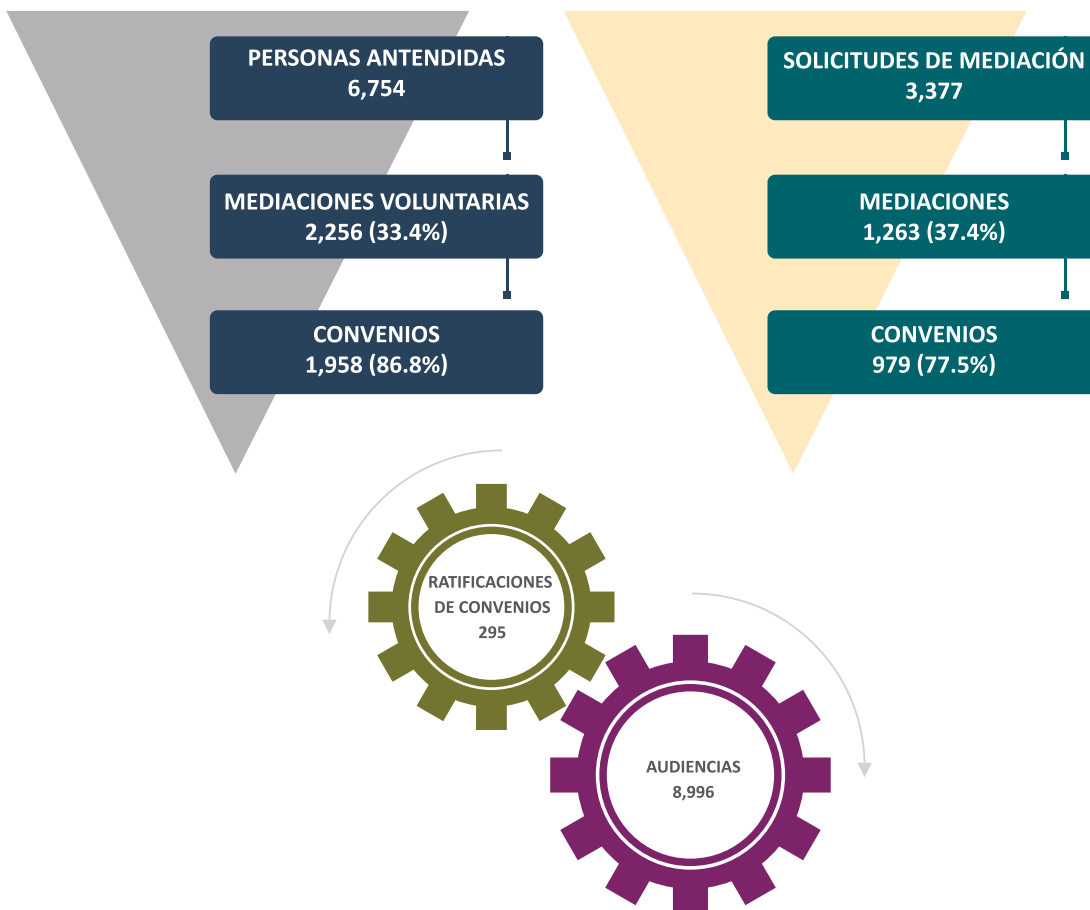 PERSONAS ANTENDIDAS
6,754
MEDIACIONES VOLUNTARIAS
2,256 (33.4%)
CONVENIOS
1,958 (86.8%)
SOLICITUDES DE MEDIACIÓN
3,377
MEDIACIONES
1,263 (37.4%)
CONVENIOS
979 (77.5%)
RATIFICACIONES
DE CONVENIOS
295
AUDIENCIAS
8,996